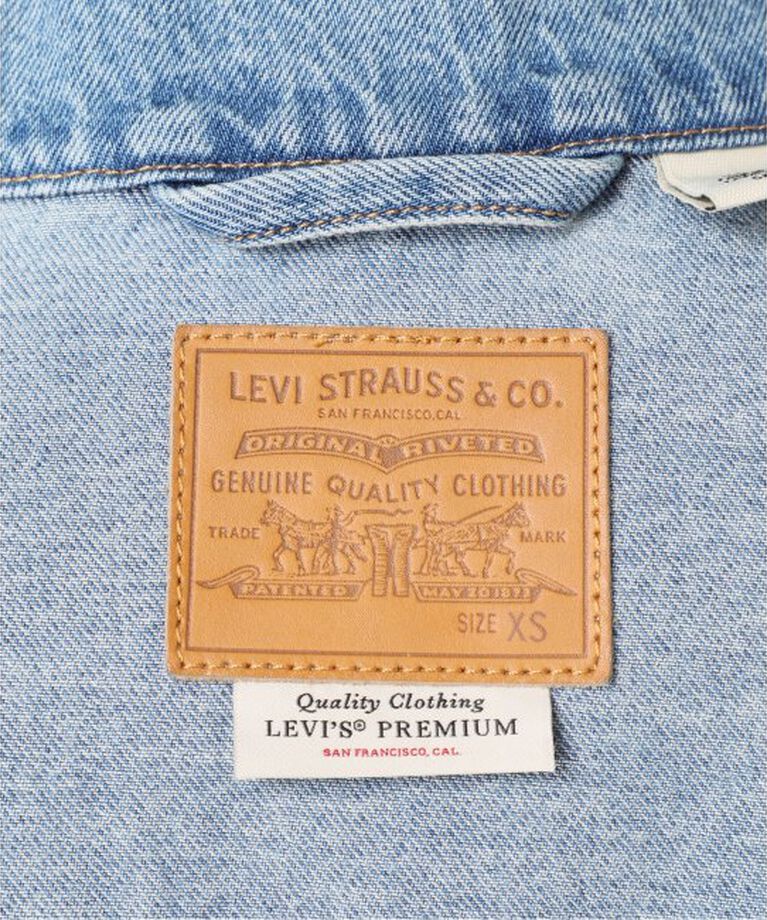 LEVI STRAUSS & CO.
SAN FRANCISCO, CAL.
ORIGINAL RIVETED
GENUINE QUALITY CLOTHING
TRADE MARK
PATENTED MAY 20 1873
SIZE XS
Quality Clothing
LEVI'S® PREMIUM
SAN FRANCISCO, CAL.